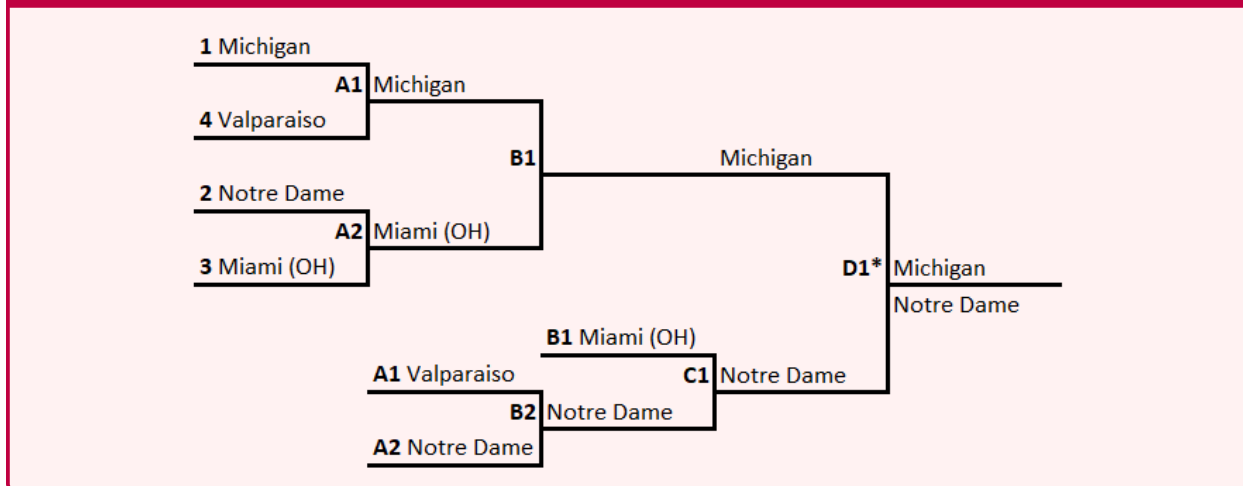 1 Michigan
A1 Michigan
4 Valparaiso
B1 Michigan
2 Notre Dame
A2 Miami (OH)
3 Miami (OH)
D1* Michigan
Notre Dame
B1 Miami (OH)
A1 Valparaiso
C1 Notre Dame
B2 Notre Dame
A2 Notre Dame